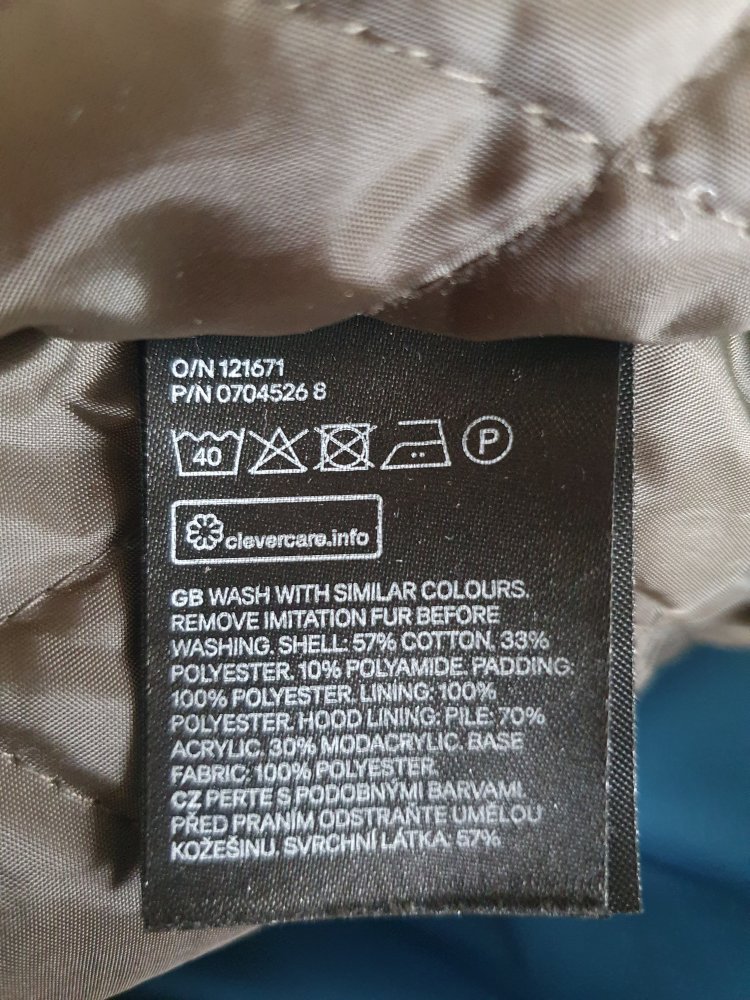 O/N 121671
P/N 0704526 8
40
P
clevercare.info
GB WASH WITH SIMILAR COLOURS.
REMOVE IMITATION FUR BEFORE
WASHING. SHELL: 57% COTTON. 33%
POLYESTER. 10% POLYAMIDE. PADDING:
100% POLYESTER. LINING: 100%
POLYESTER. HOOD LINING: PILE: 70%
ACRYLIC. 30% MODACRYLIC. BASE
FABRIC: 100% POLYESTER.
CZ PERTE S PODOBNÝMI BARVAMI.
PŘED PRANÍM ODSTRAŇTE UMĚLOU
KOŽEŠINU. SVRCHNÍ LÁTKA: 57%